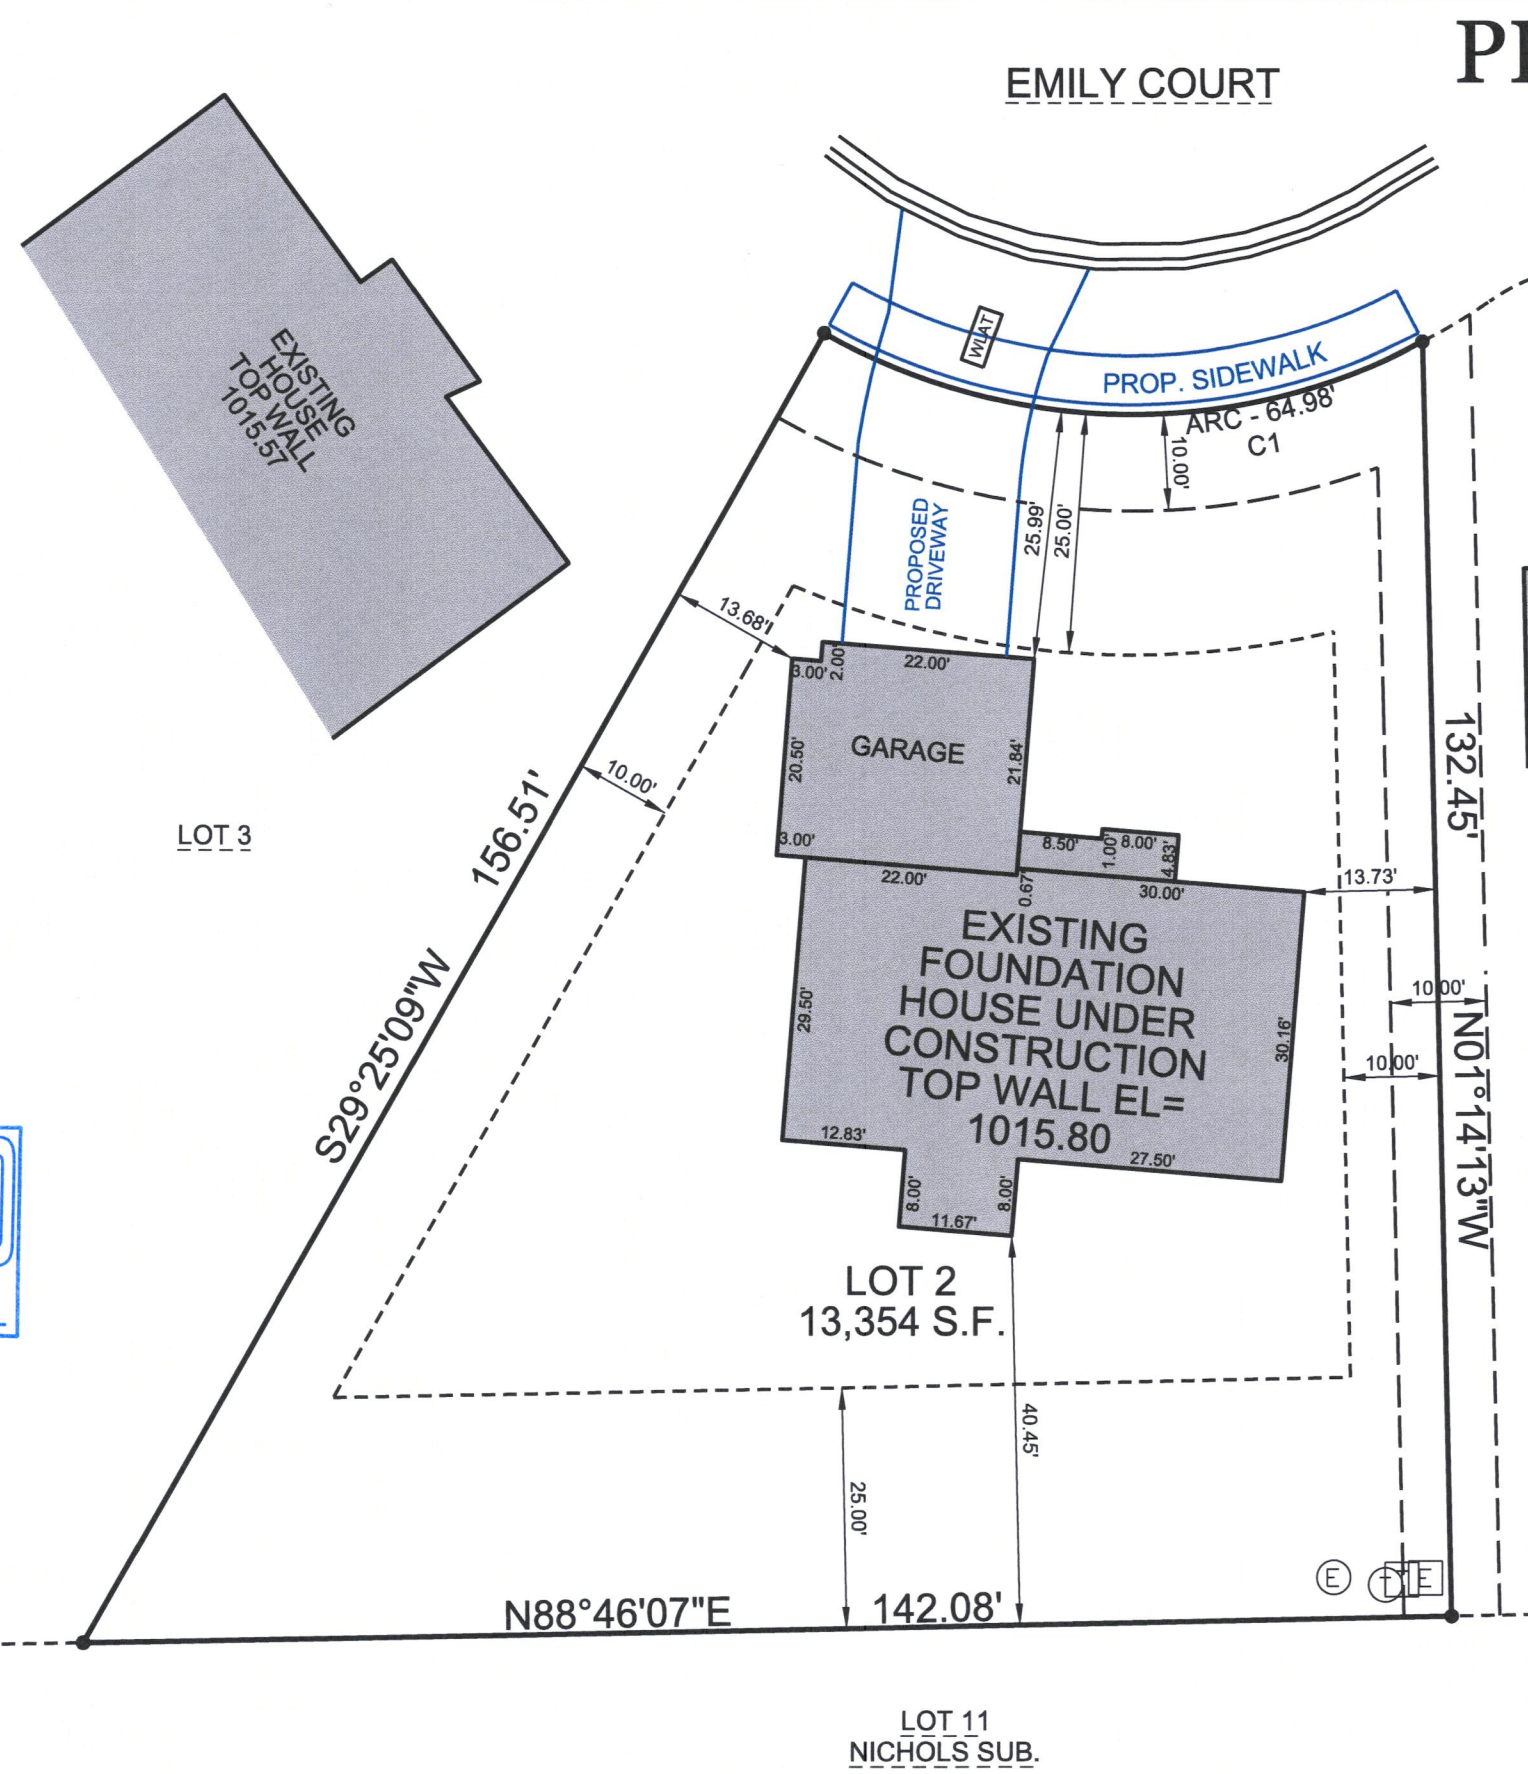 PL
EMILY COURT
WLAT
PROP. SIDEWALK
ARC - 64.98'
C1
10.00'
25.99'
25.00'
PROPOSED
DRIVEWAY
EXISTING
HOUSE
TOP WALL
1015.57
13.68'
3.00'
2.00'
22.00'
GARAGE
20.50'
21.84'
10.00'
3.00'
22.00'
8.50'
1.00'
8.00'
4.83'
0.67'
30.00'
13.73'
132.45'
LOT 3
156.51'
S29°25'09"W
EXISTING
FOUNDATION
HOUSE UNDER
CONSTRUCTION
TOP WALL EL=
1015.80
29.50'
30.16'
10.00'
10.00'
N01°14'13"W
12.83'
27.50'
8.00'
8.00'
11.67'
LOT 2
13,354 S.F.
40.45'
25.00'
E
T
E
N88°46'07"E
142.08'
LOT 11
NICHOLS SUB.